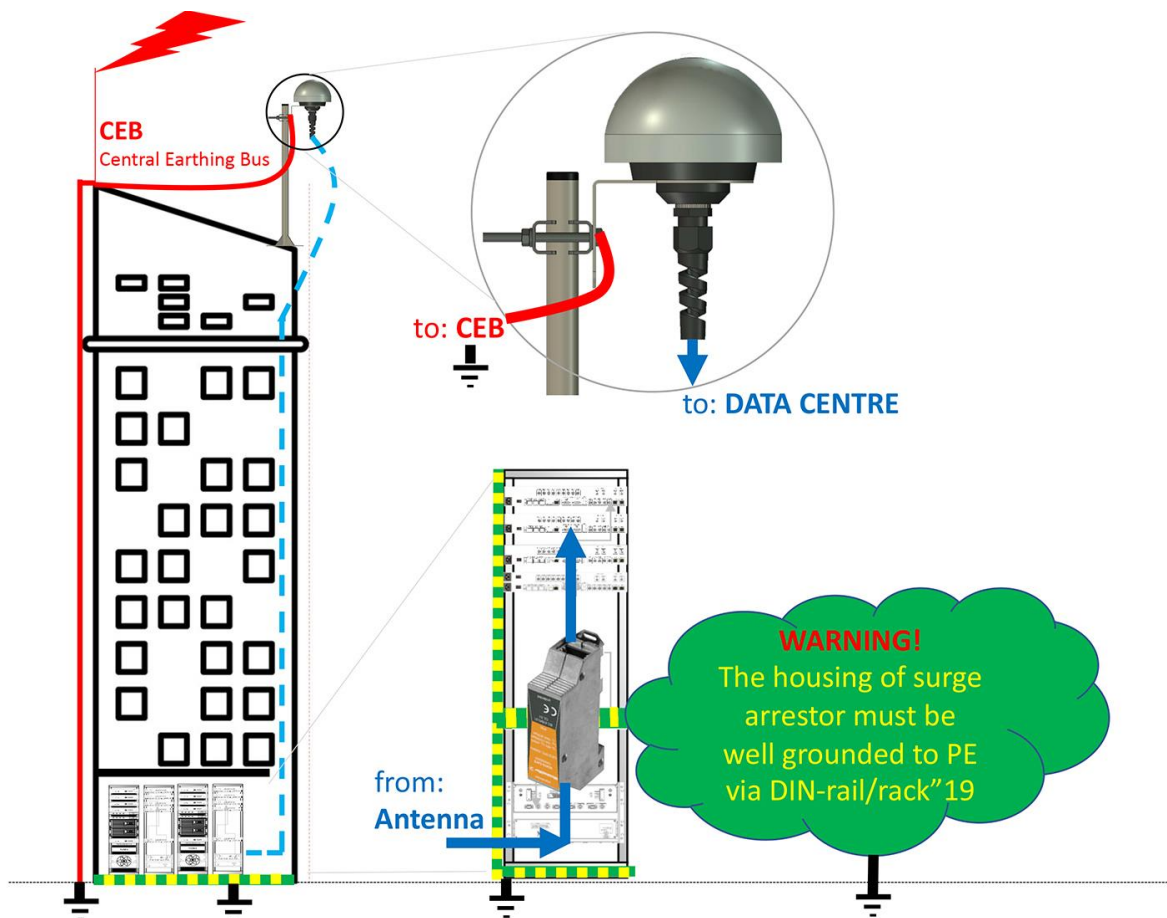 CEB
Central Earthing Bus
to: CEB
to: DATA CENTRE
WARNING!
The housing of surge
arrestor must be
well grounded to PE
via DIN-rail/rack”19
from:
Antenna
CE